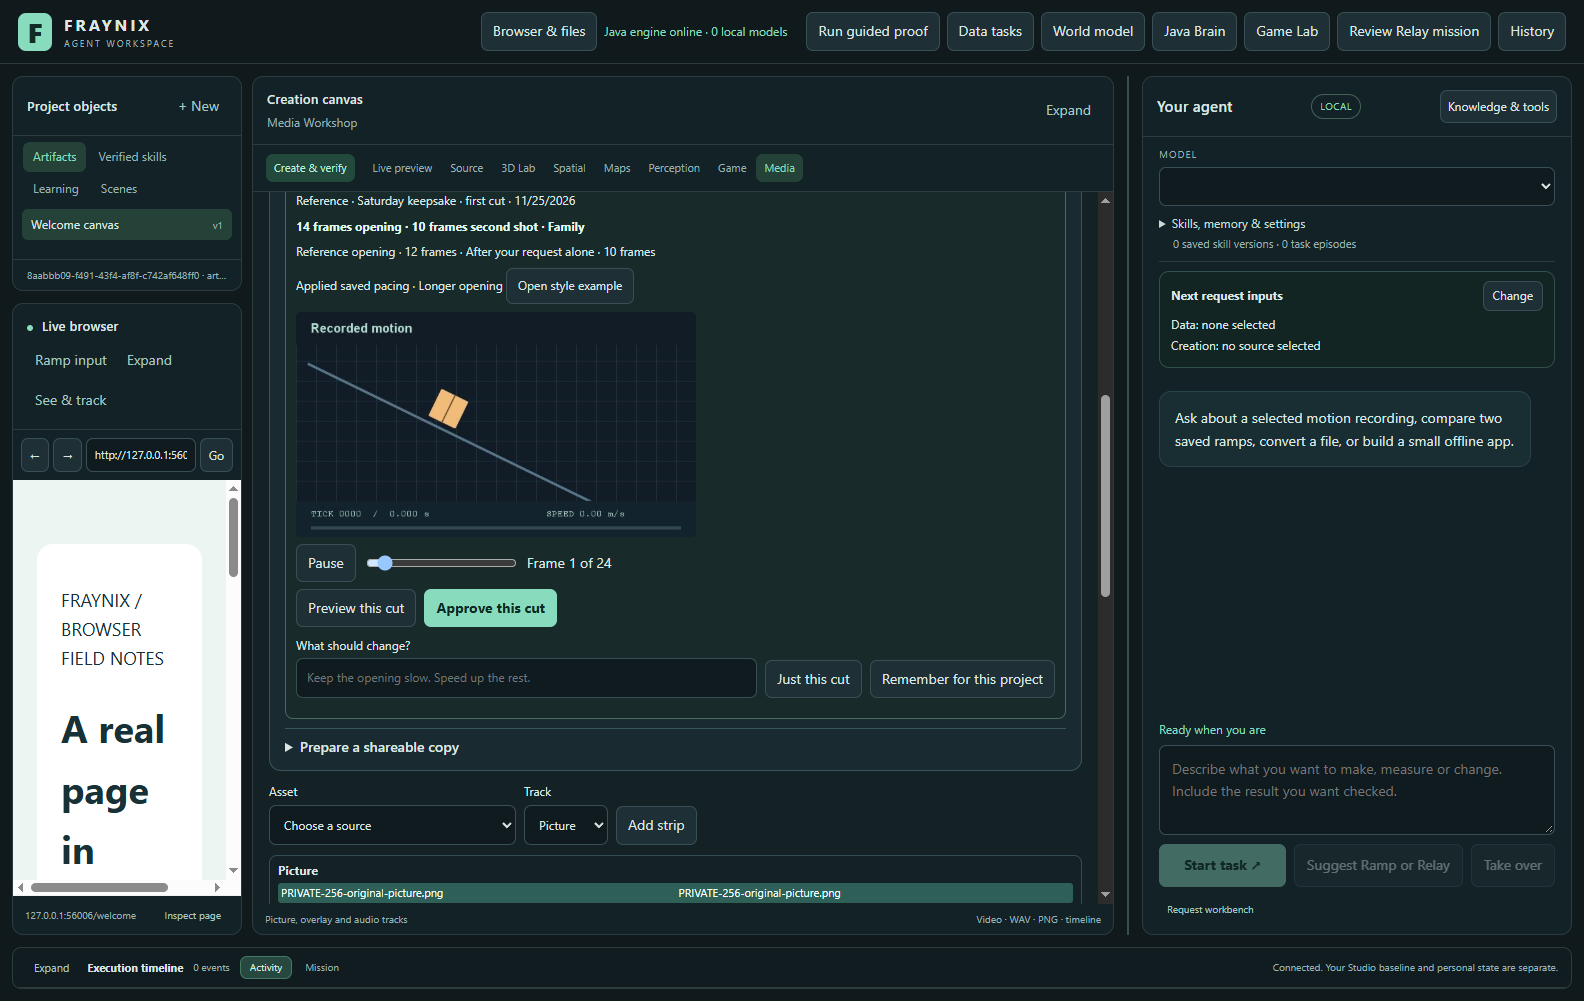 F FRAYNIX
AGENT WORKSPACE
Browser & files
Java engine online · 0 local models
Run guided proof
Data tasks
World model
Java Brain
Game Lab
Review Relay mission
History
Project objects
+ New
Artifacts
Verified skills
Learning
Scenes
Welcome canvas
v1
8aabbb09-f491-43f4-af8f-c742af648ff0 · art...
Live browser
Ramp input
Expand
See & track
←
→
http://127.0.0.1:560
Go
FRAYNIX /
BROWSER
FIELD NOTES
A real
page
in
127.0.0.1:56006/welcome
Inspect page
Creation canvas
Media Workshop
Expand
Create & verify
Live preview
Source
3D Lab
Spatial
Maps
Perception
Game
Media
Reference · Saturday keepsake · first cut · 11/25/2026
14 frames opening · 10 frames second shot · Family
Reference opening · 12 frames · After your request alone · 10 frames
Applied saved pacing · Longer opening
Open style example
Recorded motion
TICK 0000 / 0.000 s
SPEED 0.00 m/s
Pause
Frame 1 of 24
Preview this cut
Approve this cut
What should change?
Keep the opening slow. Speed up the rest.
Just this cut
Remember for this project
Prepare a shareable copy
Asset
Track
Choose a source
Picture
Add strip
Picture
PRIVATE-256-original-picture.png
PRIVATE-256-original-picture.png
Picture, overlay and audio tracks
Video · WAV · PNG · timeline
Your agent
LOCAL
Knowledge & tools
MODEL
Skills, memory & settings
0 saved skill versions · 0 task episodes
Next request inputs
Change
Data: none selected
Creation: no source selected
Ask about a selected motion recording, compare two
saved ramps, convert a file, or build a small offline app.
Ready when you are
Describe what you want to make, measure or change.
Include the result you want checked.
Start task ↗
Suggest Ramp or Relay
Take over
Request workbench
Expand
Execution timeline
0 events
Activity
Mission
Connected. Your Studio baseline and personal state are separate.